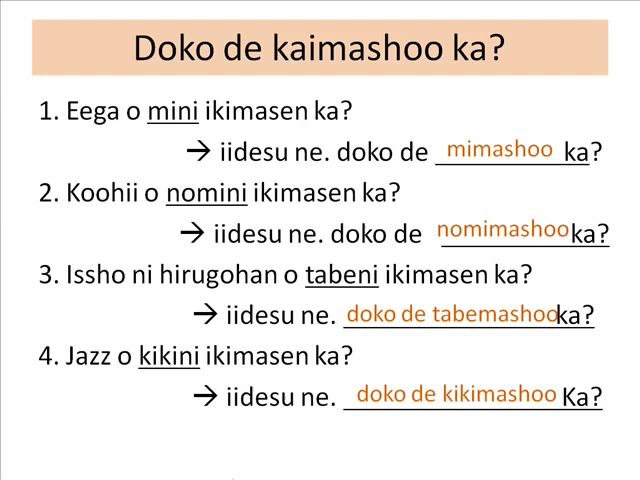 Doko de kaimashoo ka?
1. Eega o mini ikimasen ka?
→ iidesu ne. doko de mimashoo ka?
2. Koohii o nomini ikimasen ka?
→ iidesu ne. doko de nomimashoo ka?
3. Issho ni hirugohan o tabeni ikimasen ka?
→ iidesu ne. doko de tabemashoo ka?
4. Jazz o kikini ikimasen ka?
→ iidesu ne. doko de kikimashoo Ka?